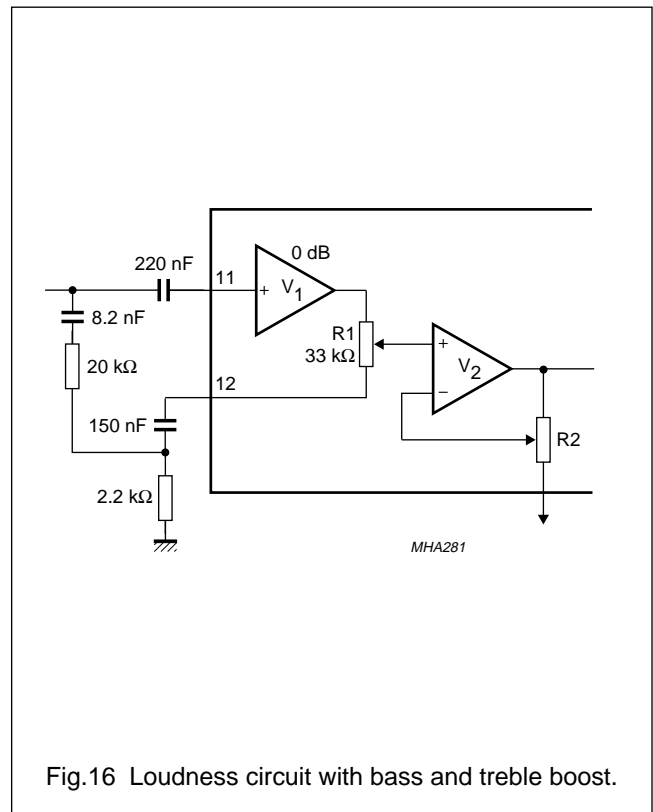 0 dB
220 nF
11
+
V1
8.2 nF
R1
33 kΩ
+
V2
20 kΩ
12
−
150 nF
R2
2.2 kΩ
MHA281
Fig.16 Loudness circuit with bass and treble boost.